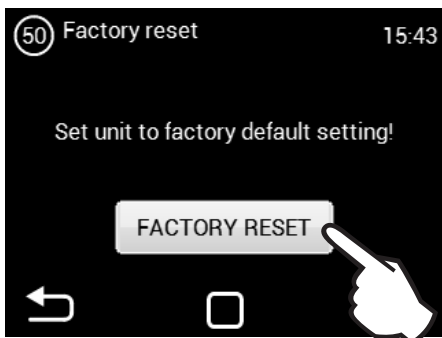 50 Factory reset 15:43
Set unit to factory default setting!
FACTORY RESET